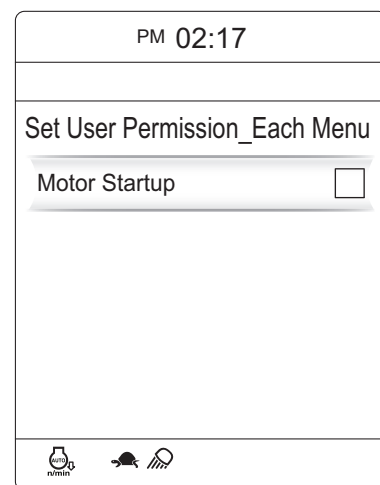 PM 02:17
Set User Permission_Each Menu
Motor Startup
AUTO
n/min